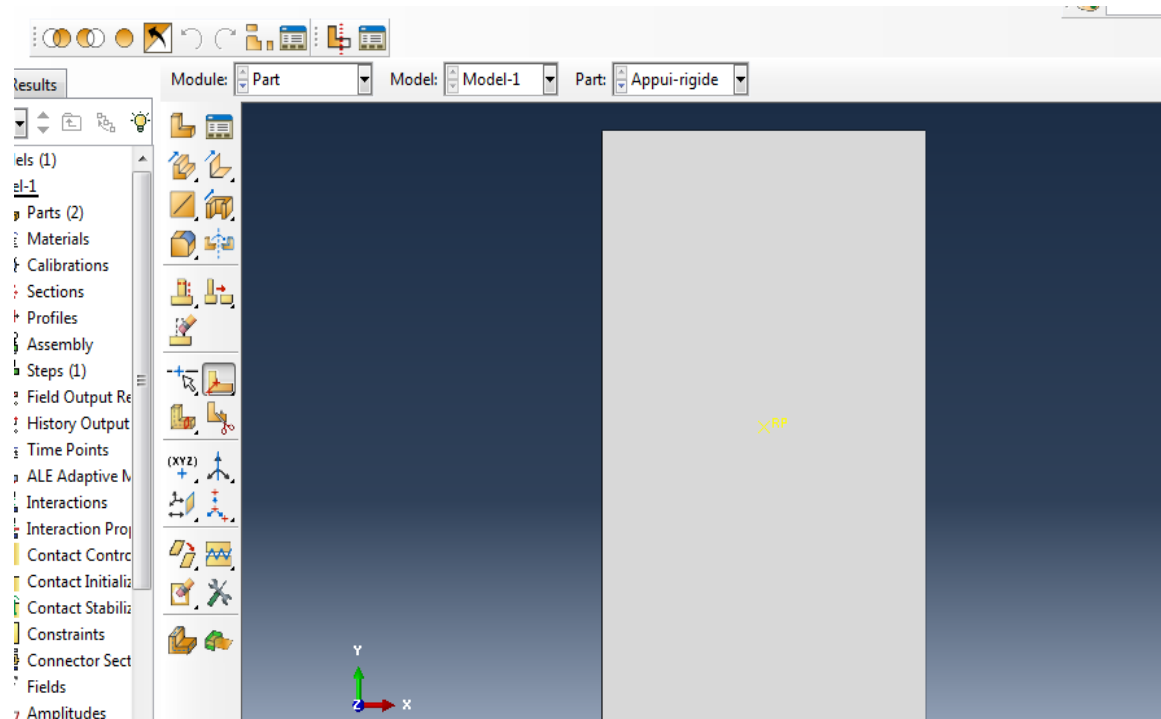 Results
Module: Part Model: Model-1 Part: Appui-rigide
lels (1)
el-1
Parts (2)
Materials
Calibrations
Sections
Profiles
Assembly
Steps (1)
Field Output Re
History Output
Time Points
ALE Adaptive M
Interactions
Interaction Prop
Contact Contro
Contact Initializ
Contact Stabiliz
Constraints
Connector Sect
Fields
Amplitudes
(XYZ)
RP
Y
Z X